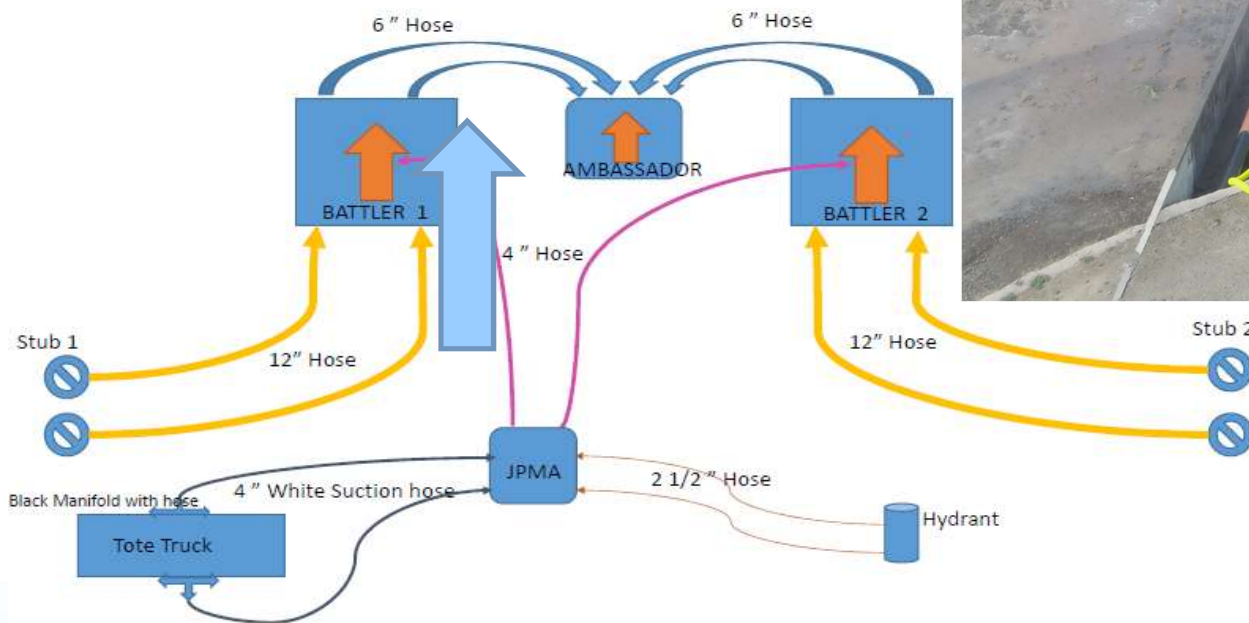 6 " Hose
6 " Hose
AMBASSADOR
BATTLER 1
BATTLER 2
4 " Hose
Stub 1
Stub 2
12" Hose
12" Hose
JPMA
2 1/2 " Hose
4 " White Suction hose
Black Manifold with hose
Hydrant
Tote Truck